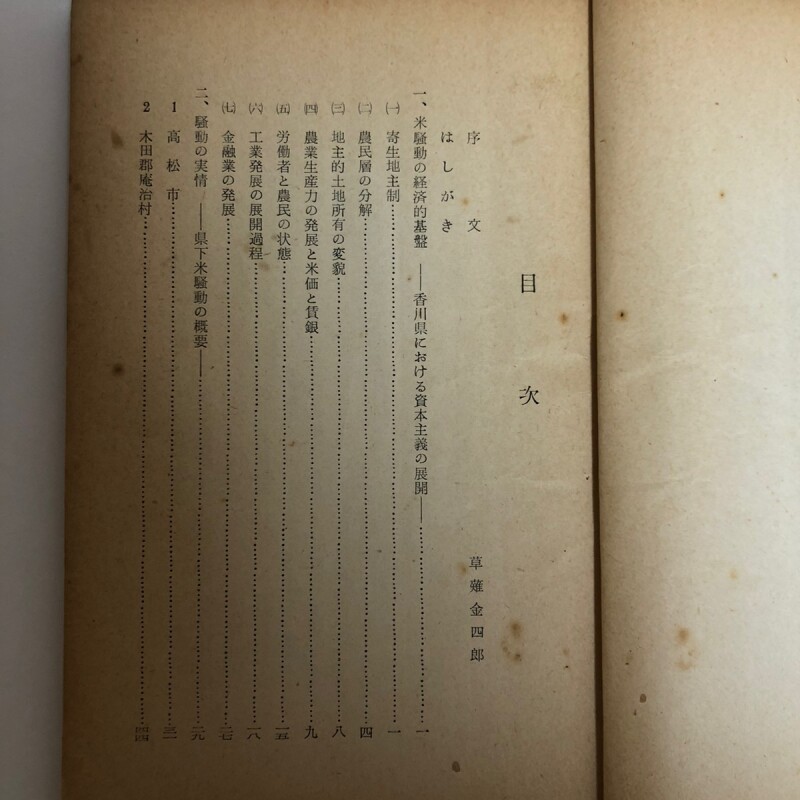 目次
序文 草薙金四郎
はしがき
一、米騒動の経済的基盤 ――香川県における資本主義の展開――…………一
㈠ 寄生地主制…………一
㈡ 農民層の分解…………四
㈢ 地主的土地所有の変貌…………八
㈣ 農業生産力の発展と米価と賃銀…………九
㈤ 労働者と農民の状態…………一五
㈥ 工業発展の展開過程…………一八
㈦ 金融業の発展…………二七
二、騒動の実情 ――県下米騒動の概要――…………二九
1 高松市…………三一
2 木田郡庵治村…………四四